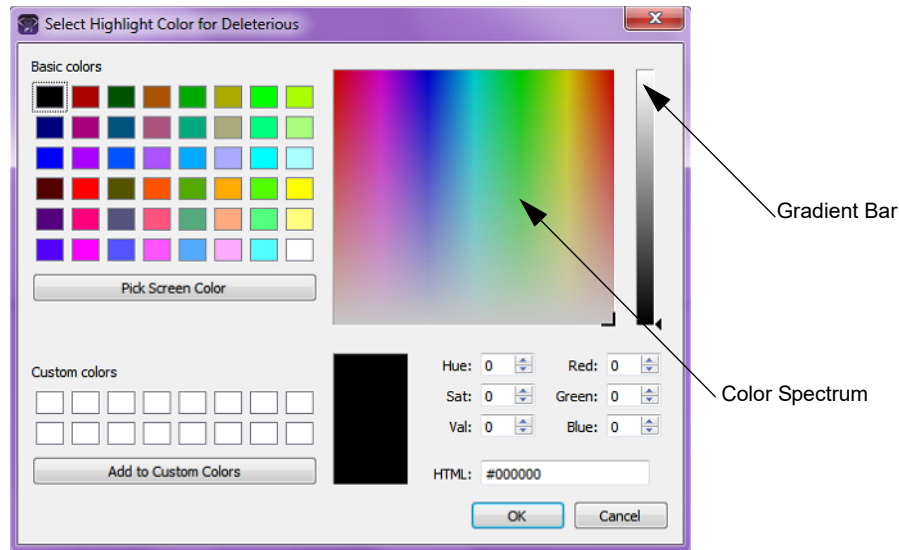 Select Highlight Color for Deleterious
Basic colors
Pick Screen Color
Custom colors
Add to Custom Colors
Hue: 0
Red: 0
Sat: 0
Green: 0
Val: 0
Blue: 0
HTML: #000000
OK
Cancel
Gradient Bar
Color Spectrum